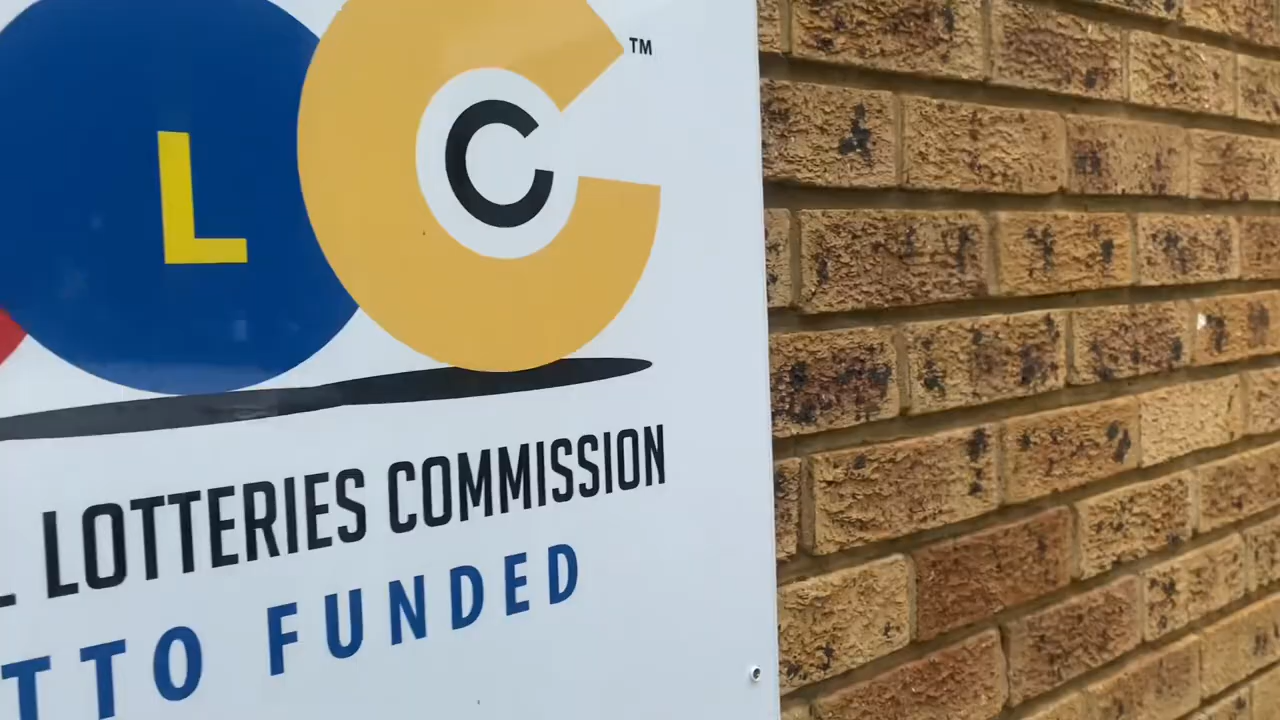 L C ™
LOTTERIES COMMISSION
TTO FUNDED